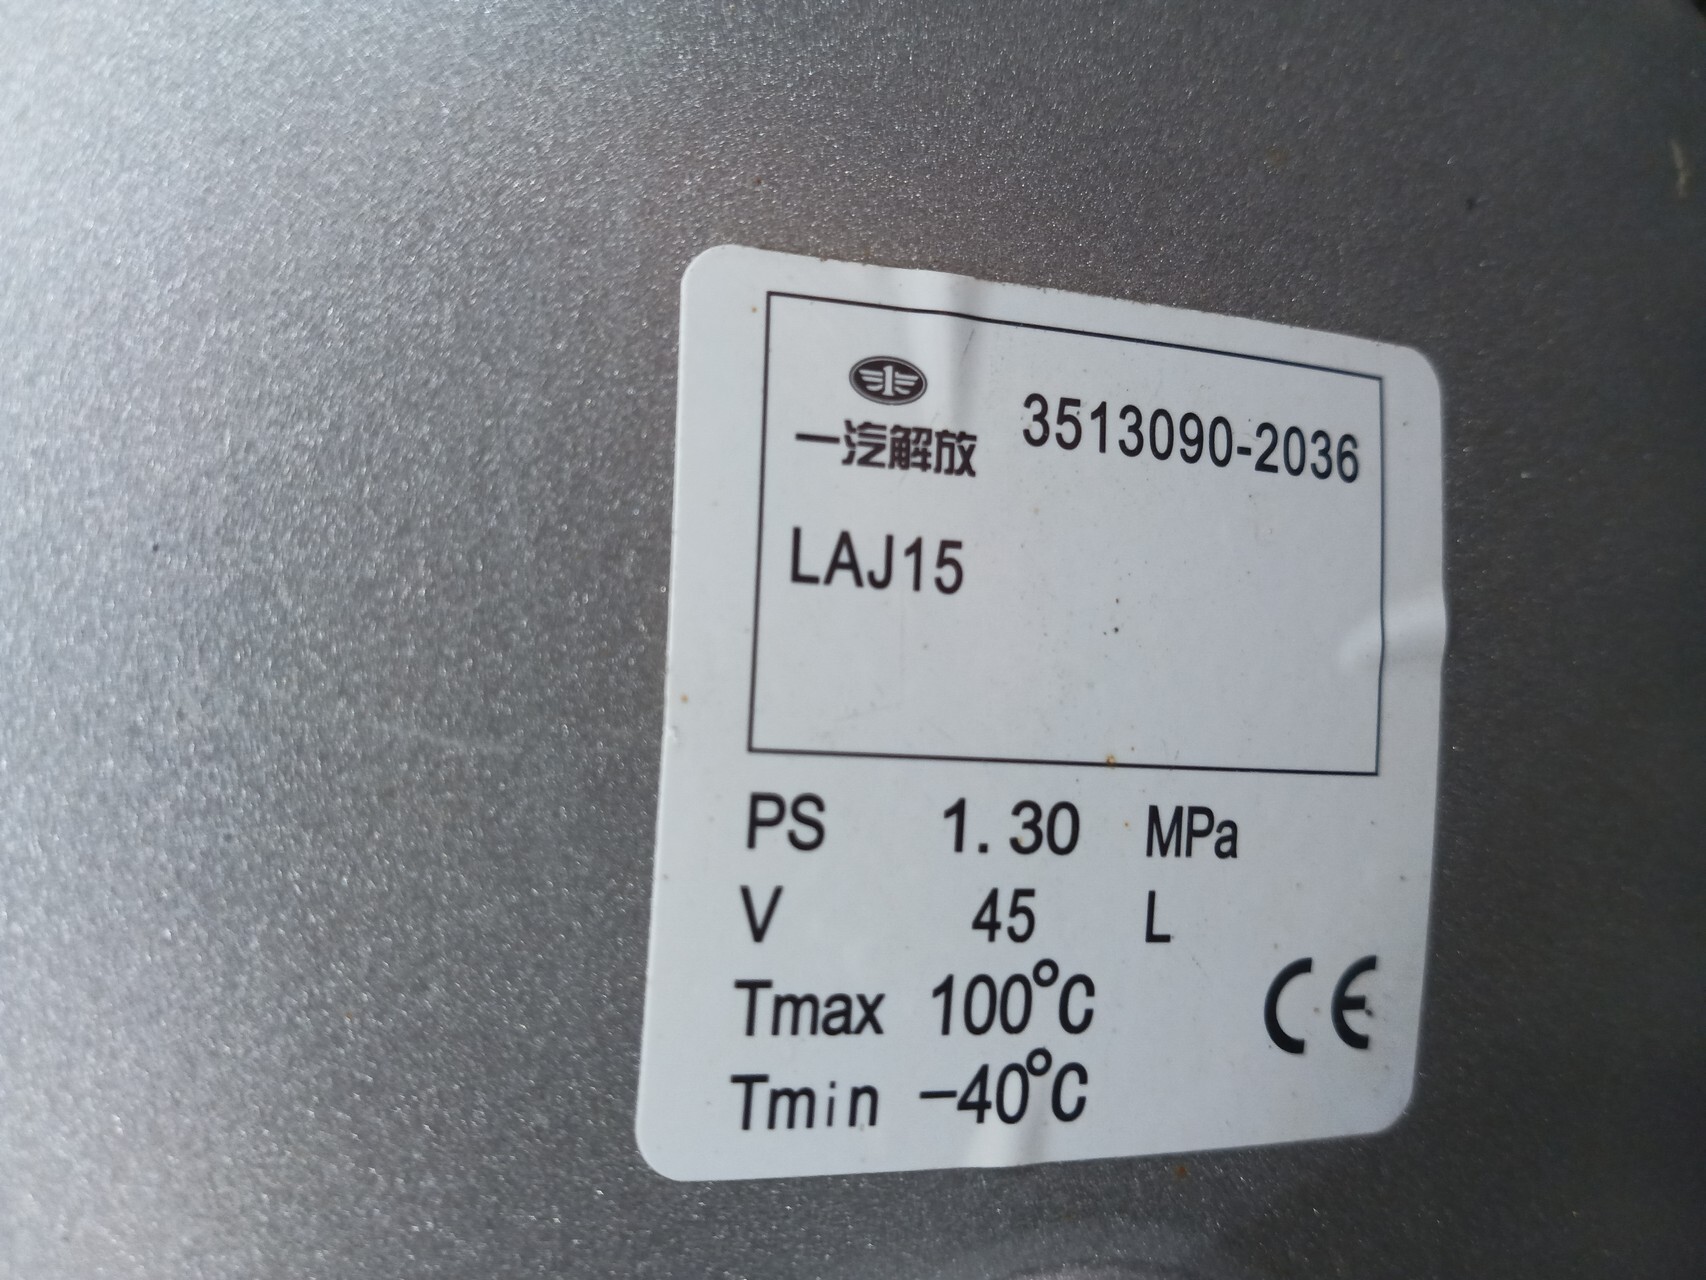 一汽解放 3513090-2036
LAJ15
PS 1.30 MPa
V 45 L
Tmax 100°C
Tmin -40°C CE